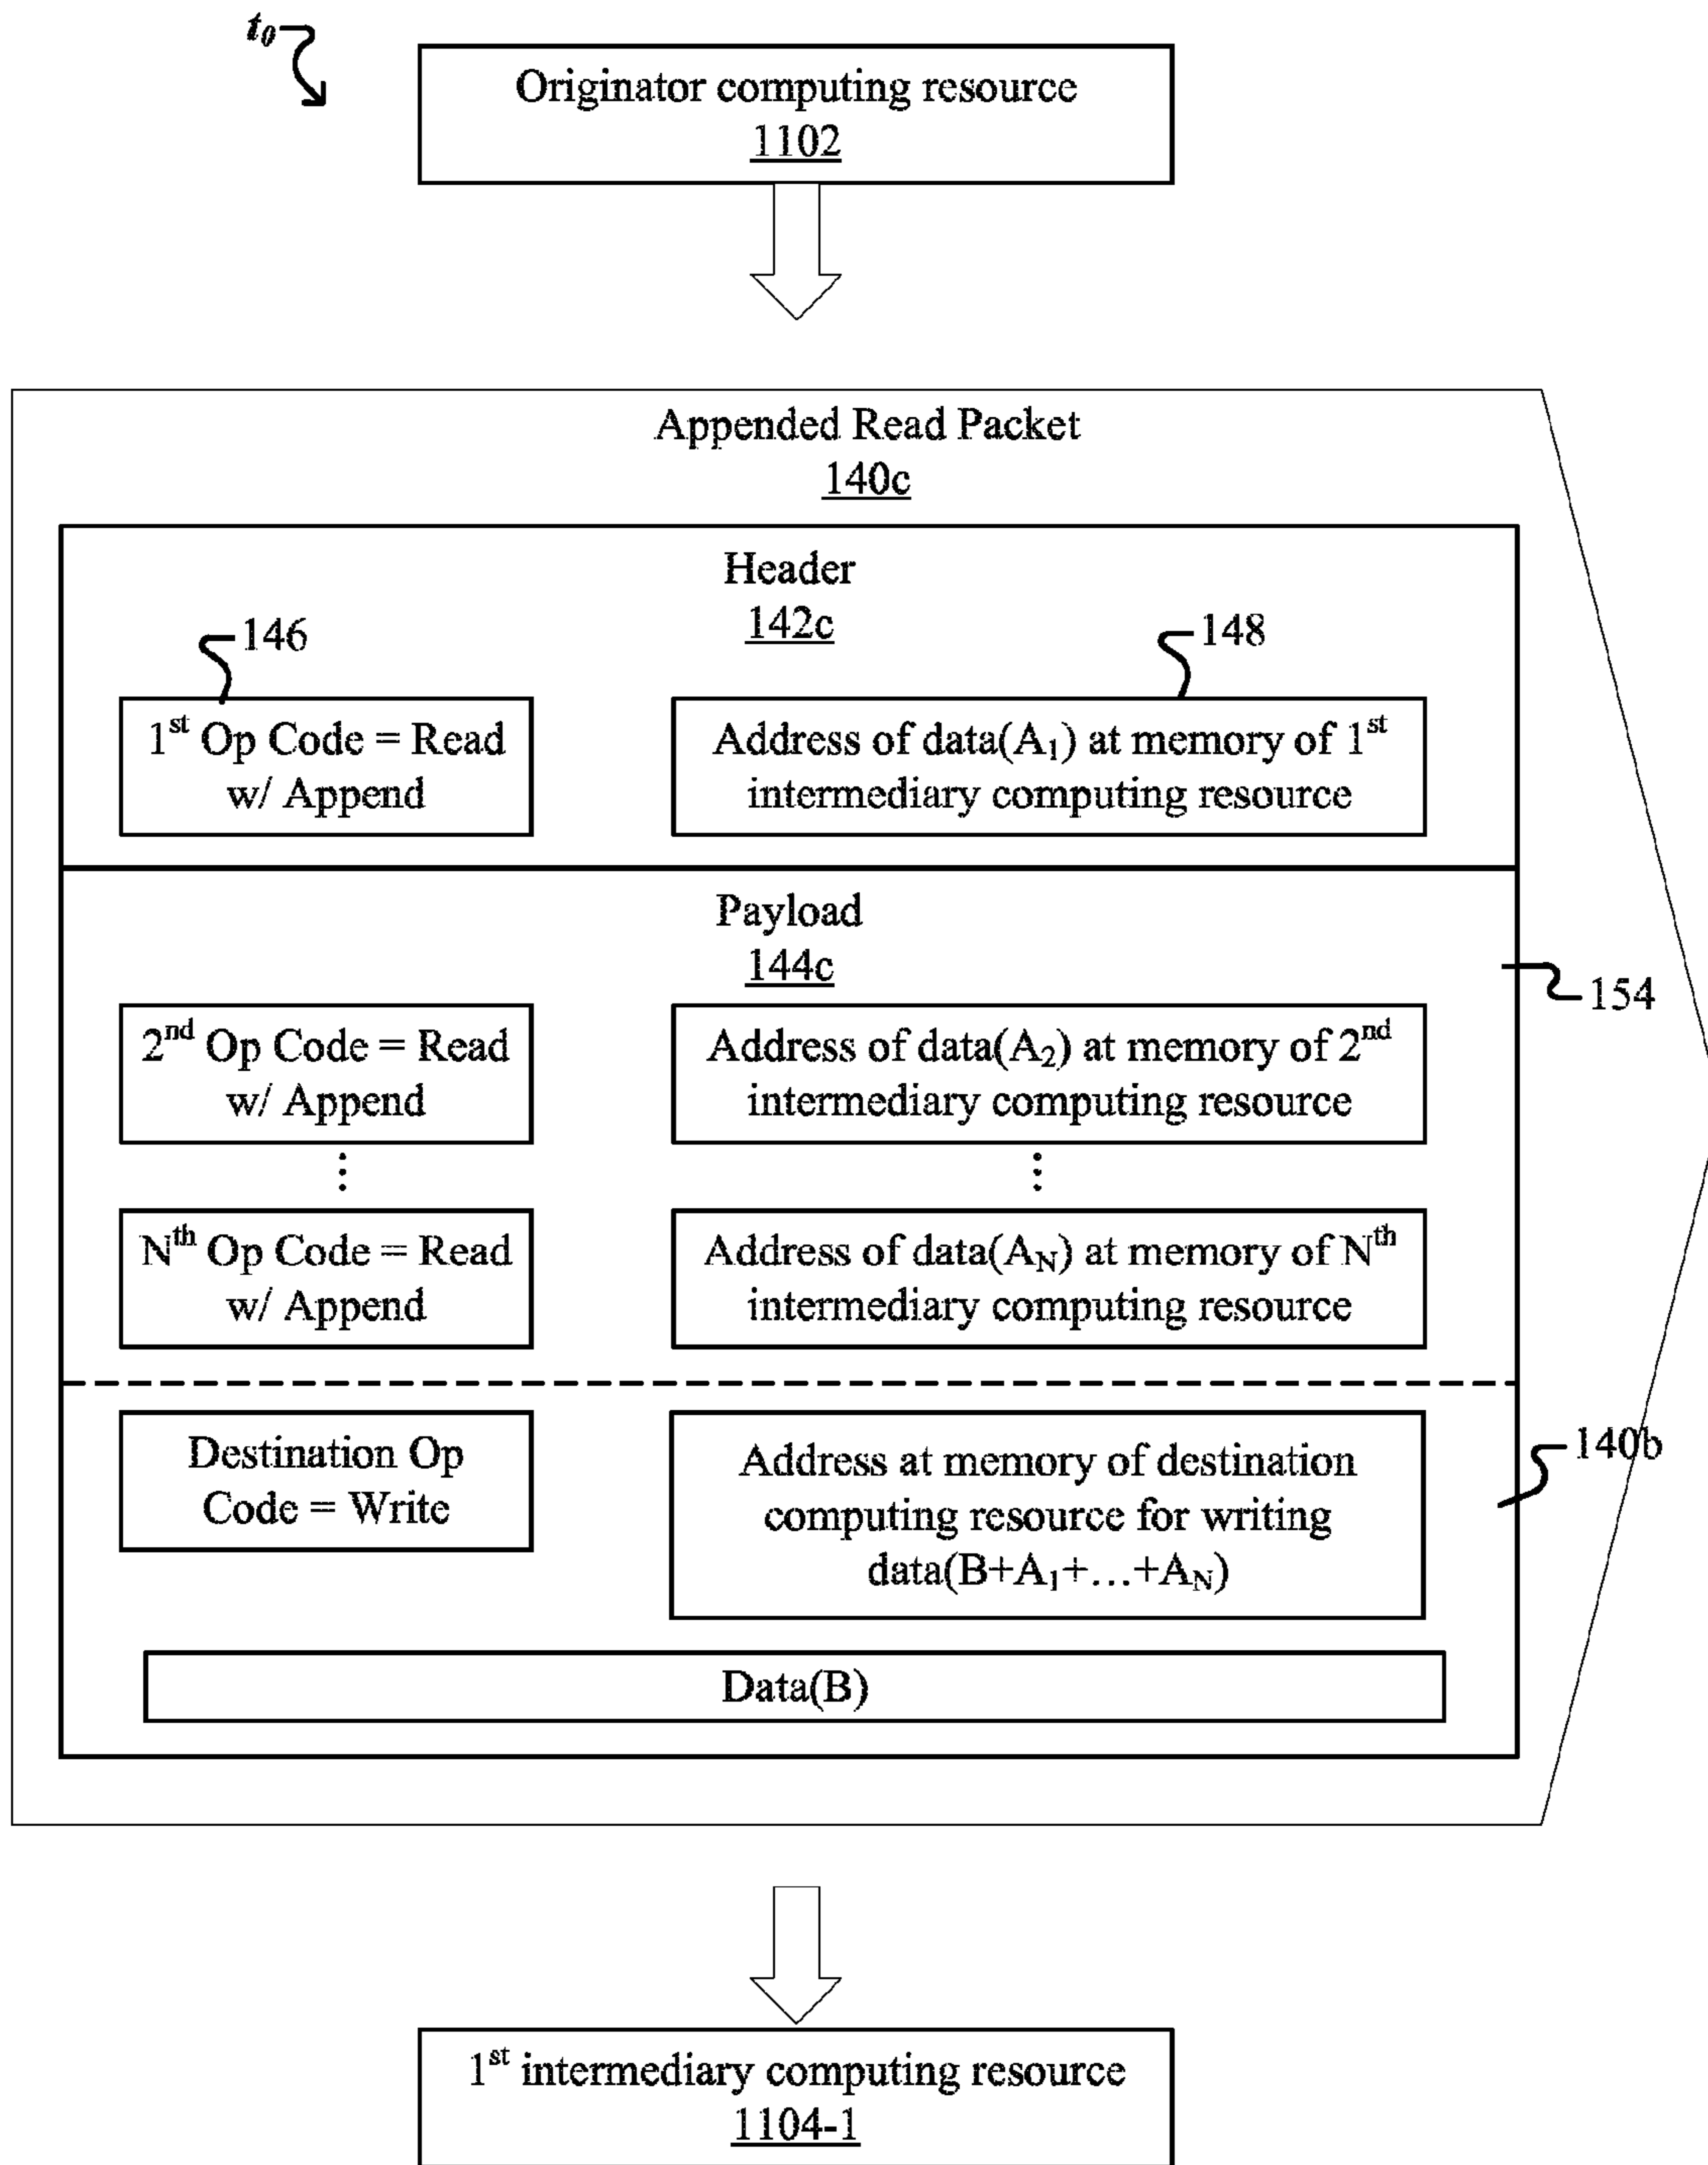 t₀
Originator computing resource
1102
Appended Read Packet
140c
Header
142c
146
148
1st Op Code = Read
w/ Append
Address of data(A₁) at memory of 1st
intermediary computing resource
Payload
144c
154
2nd Op Code = Read
w/ Append
Address of data(A₂) at memory of 2nd
intermediary computing resource
⋮
⋮
Nth Op Code = Read
w/ Append
Address of data(A_N) at memory of Nth
intermediary computing resource
140b
Destination Op
Code = Write
Address at memory of destination
computing resource for writing
data(B+A₁+…+A_N)
Data(B)
1st intermediary computing resource
1104-1